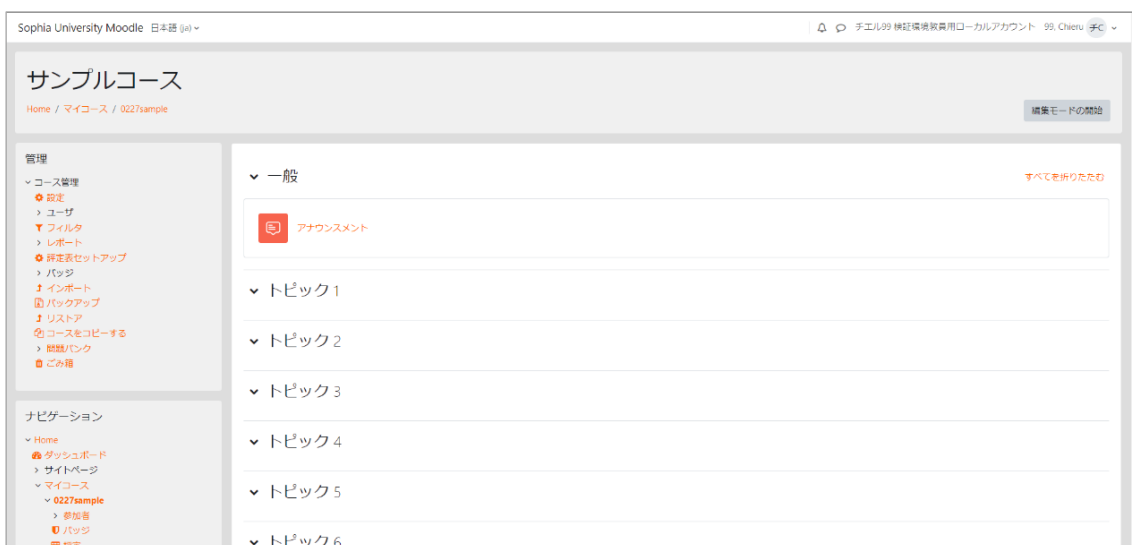 Sophia University Moodle 日本語 (ja)
チエル99 検証環境教員用ローカルアカウント 99. Chieru チC
サンプルコース
Home / マイコース / 0227sample
編集モードの開始
管理
コース管理
設定
ユーザ
フィルタ
レポート
評定表セットアップ
バッジ
インポート
バックアップ
リストア
コースをコピーする
問題バンク
ごみ箱
ナビゲーション
Home
ダッシュボード
サイトページ
マイコース
0227sample
参加者
バッジ
一般
すべてを折りたたむ
アナウンスメント
トピック 1
トピック 2
トピック 3
トピック 4
トピック 5
トピック 6